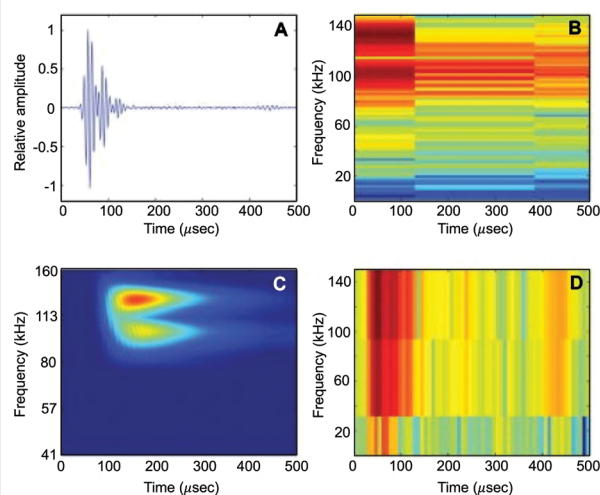 A
Relative amplitude
1
0.5
0
-0.5
-1
0 100 200 300 400 500
Time (μsec)
B
Frequency (kHz)
140
100
60
20
0 100 200 300 400 500
Time (μsec)
C
Frequency (kHz)
160
113
80
57
41
0 100 200 300 400 500
Time (μsec)
D
Frequency (kHz)
140
100
60
20
0 100 200 300 400 500
Time (μsec)